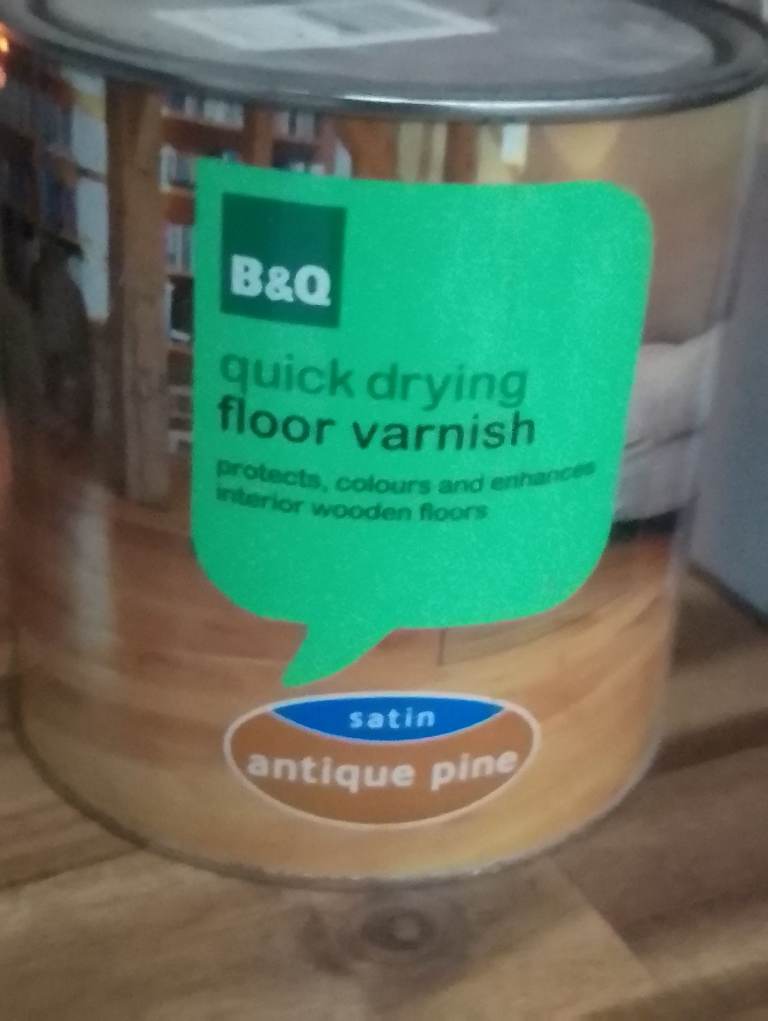 B&Q
quick drying
floor varnish
protects, colours and enhances
interior wooden floors
satin
antique pine